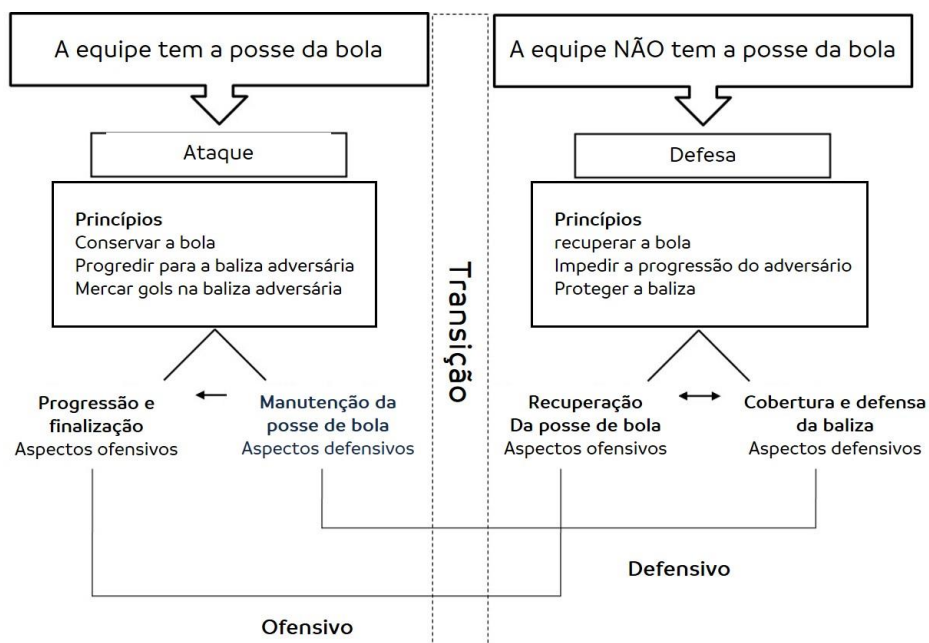 A equipe tem a posse da bola
Ataque
Princípios
Conservar a bola
Progredir para a baliza adversária
Mercar gols na baliza adversária
Progressão e
finalização
Aspectos ofensivos
Manutenção da
posse de bola
Aspectos defensivos
Transição
A equipe NÃO tem a posse da bola
Defesa
Princípios
recuperar a bola
Impedir a progressão do adversário
Proteger a baliza
Recuperação
Da posse de bola
Aspectos ofensivos
Cobertura e defensa
da baliza
Aspectos defensivos
Defensivo
Ofensivo